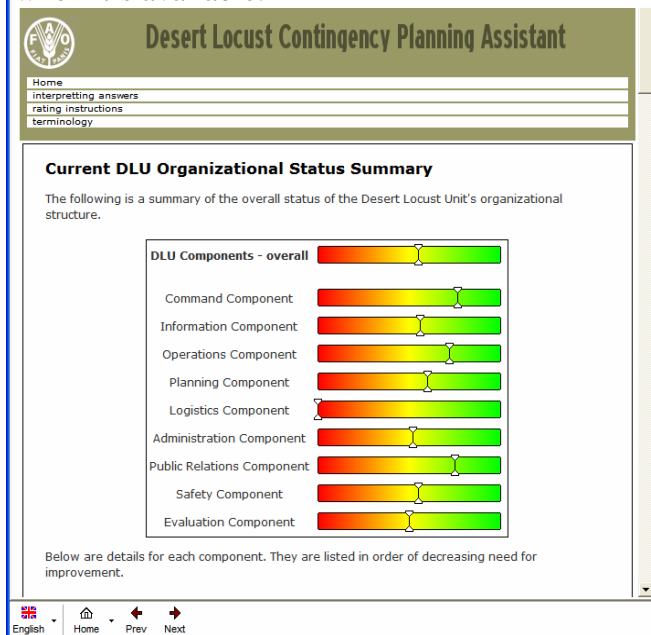 Desert Locust Contingency Planning Assistant
Home
interpretting answers
rating instructions
terminology
Current DLU Organizational Status Summary
The following is a summary of the overall status of the Desert Locust Unit's organizational
structure.
DLU Components - overall
Command Component
Information Component
Operations Component
Planning Component
Logistics Component
Administration Component
Public Relations Component
Safety Component
Evaluation Component
Below are details for each component. They are listed in order of decreasing need for
improvement.
English Home Prev Next